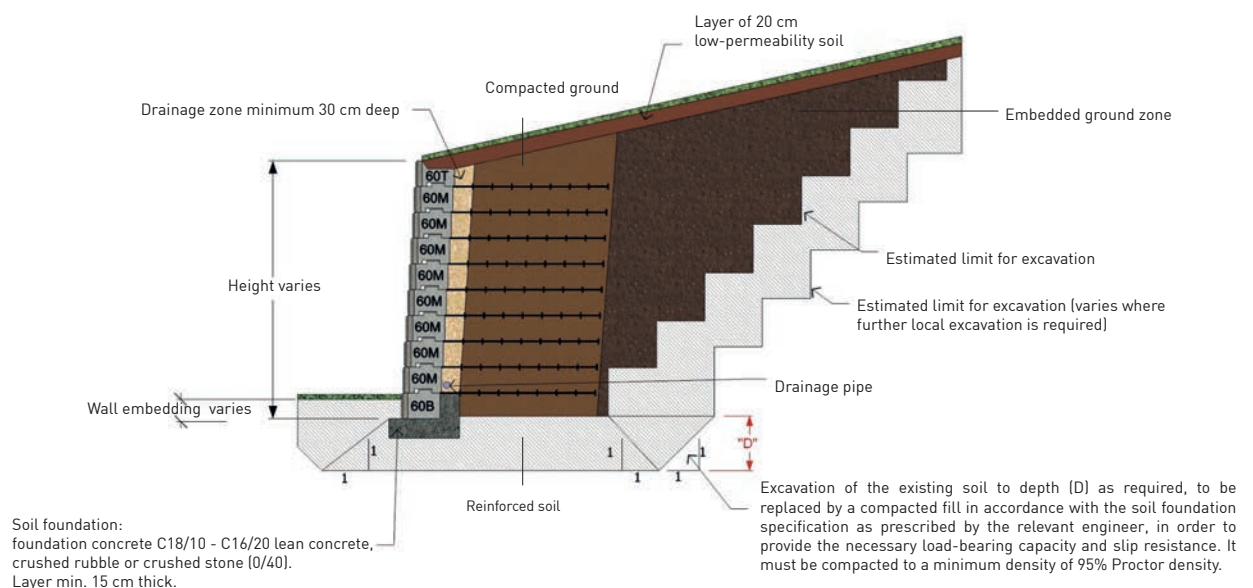 Layer of 20 cm
low-permeability soil
Compacted ground
Drainage zone minimum 30 cm deep
Embedded ground zone
60T
60M
60M
60M
60M
60M
60M
60M
60M
60B
Height varies
Estimated limit for excavation
Estimated limit for excavation (varies where
further local excavation is required)
Drainage pipe
Wall embedding varies
"D"
1
1
1
1
1
1
Reinforced soil
Soil foundation:
foundation concrete C18/10 - C16/20 lean concrete,
crushed rubble or crushed stone (0/40).
Layer min. 15 cm thick.
Excavation of the existing soil to depth (D) as required, to be
replaced by a compacted fill in accordance with the soil foundation
specification as prescribed by the relevant engineer, in order to
provide the necessary load-bearing capacity and slip resistance. It
must be compacted to a minimum density of 95% Proctor density.